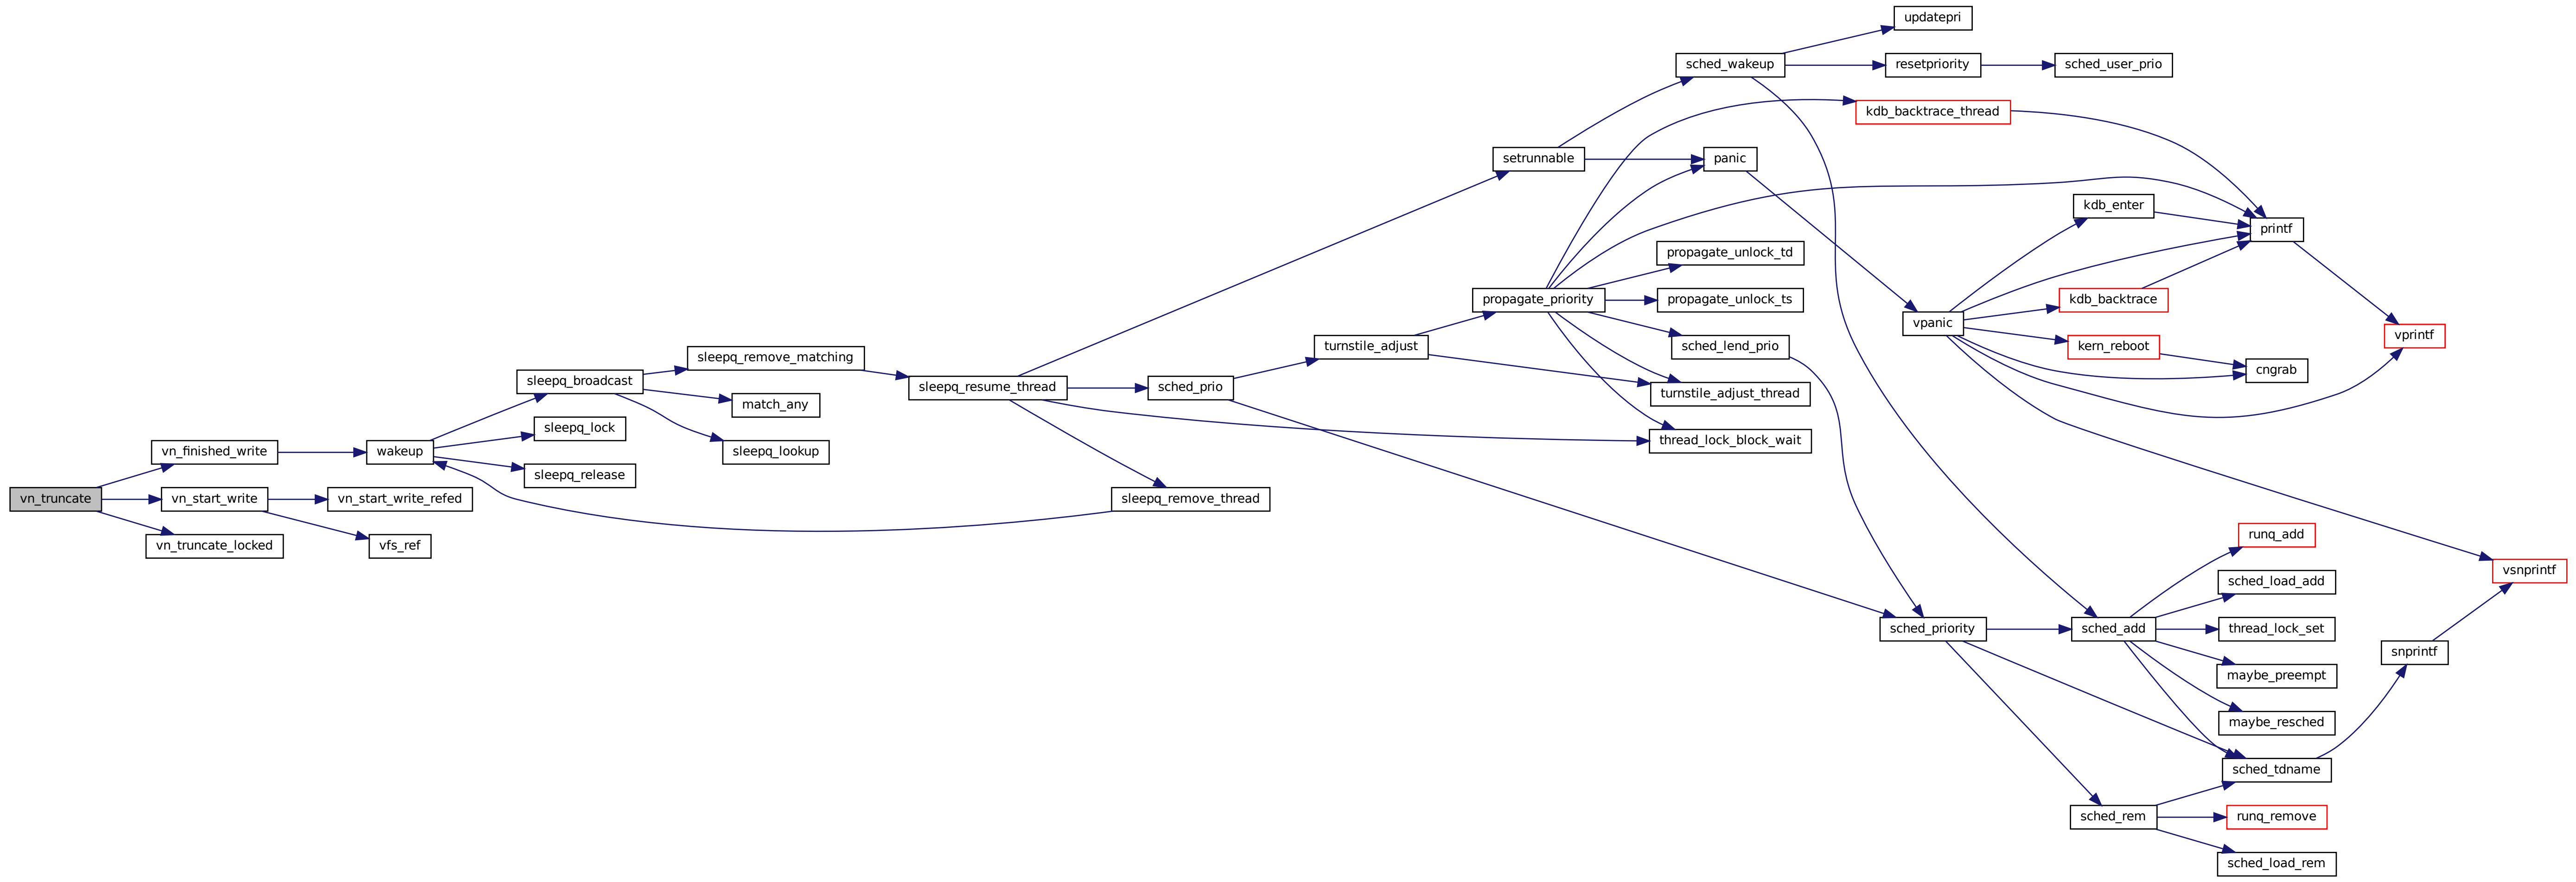 updatepri
sched_wakeup
resetpriority
sched_user_prio
kdb_backtrace_thread
setrunnable
panic
kdb_enter
printf
propagate_unlock_td
propagate_priority
propagate_unlock_ts
kdb_backtrace
vpanic
vprintf
turnstile_adjust
sched_lend_prio
kern_reboot
sleepq_remove_matching
cngrab
sleepq_broadcast
sleepq_resume_thread
sched_prio
turnstile_adjust_thread
match_any
sleepq_lock
thread_lock_block_wait
vn_finished_write
wakeup
sleepq_lookup
sleepq_release
vn_truncate
vn_start_write
vn_start_write_refed
sleepq_remove_thread
runq_add
vn_truncate_locked
vfs_ref
vsnprintf
sched_load_add
sched_priority
sched_add
thread_lock_set
snprintf
maybe_preempt
maybe_resched
sched_tdname
sched_rem
runq_remove
sched_load_rem